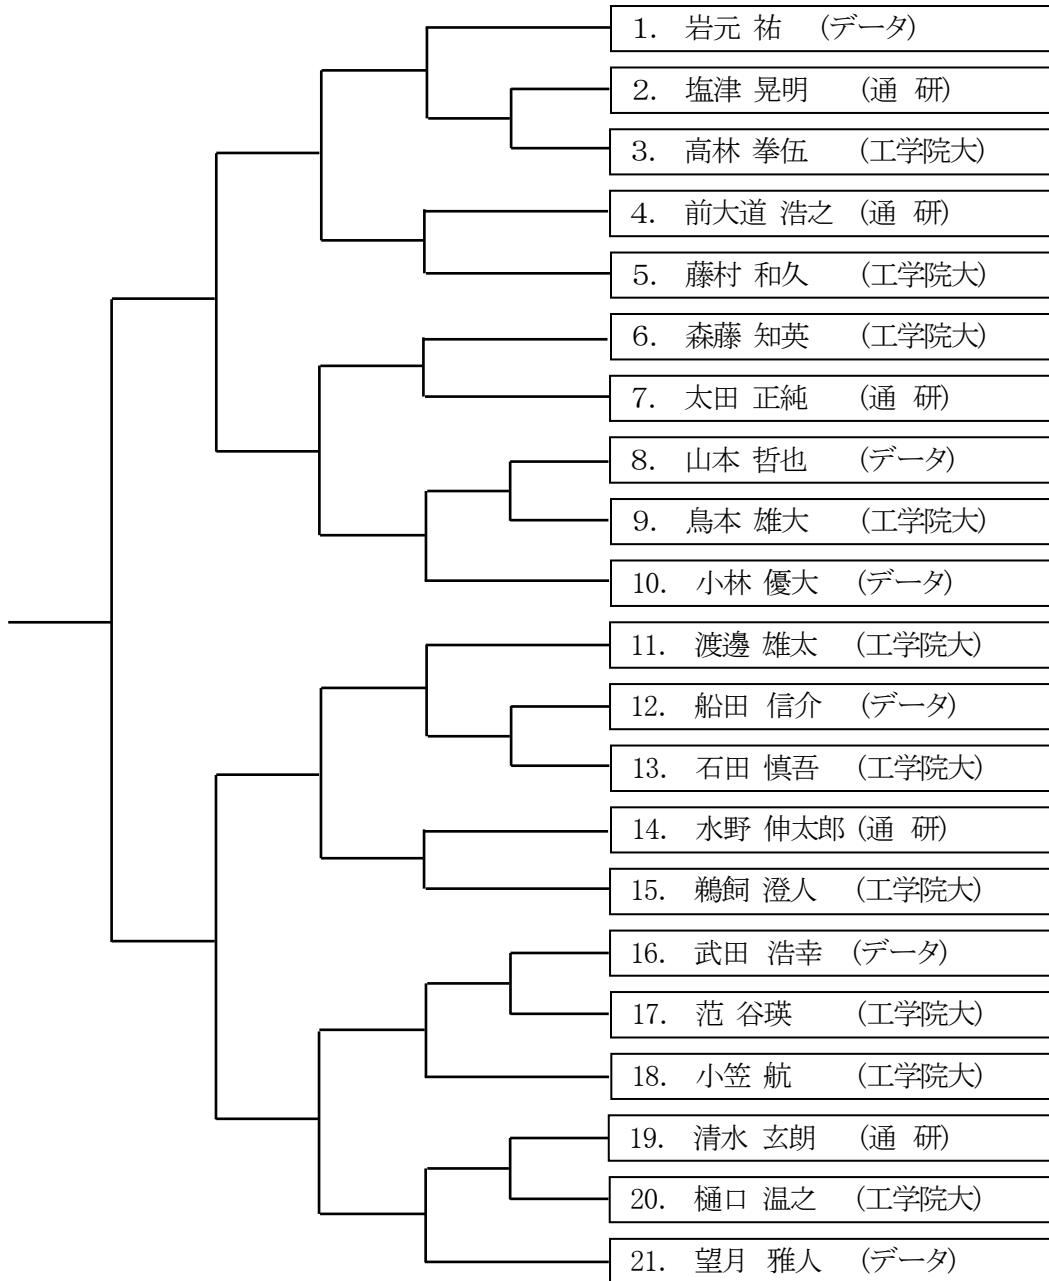 1. 岩元 祐 (データ)
2. 塩津 晃明 (通 研)
3. 高林 拳伍 (工学院大)
4. 前大道 浩之 (通 研)
5. 藤村 和久 (工学院大)
6. 森藤 知英 (工学院大)
7. 太田 正純 (通 研)
8. 山本 哲也 (データ)
9. 鳥本 雄大 (工学院大)
10. 小林 優大 (データ)
11. 渡邊 雄太 (工学院大)
12. 船田 信介 (データ)
13. 石田 慎吾 (工学院大)
14. 水野 伸太郎 (通 研)
15. 鵜飼 澄人 (工学院大)
16. 武田 浩幸 (データ)
17. 范 谷瑛 (工学院大)
18. 小笠 航 (工学院大)
19. 清水 玄朗 (通 研)
20. 樋口 温之 (工学院大)
21. 望月 雅人 (データ)